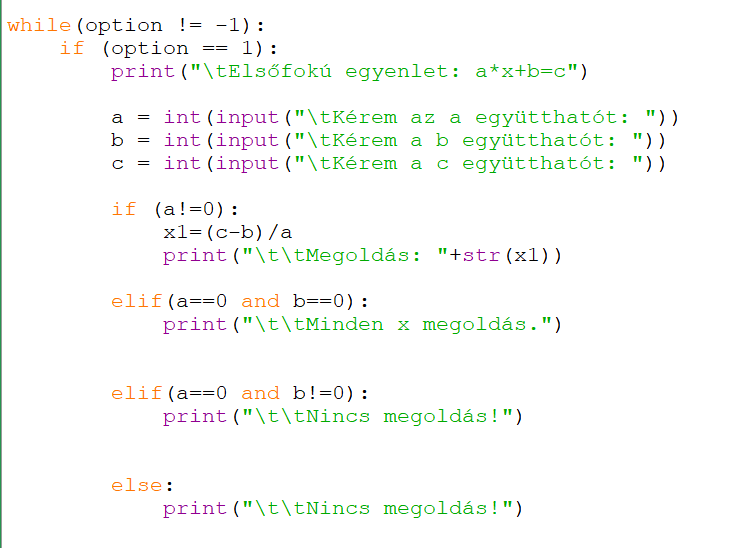 while(option != -1):
    if (option == 1):
        print("\tElsőfokú egyenlet: a*x+b=c")
        a = int(input("\tKérem az a együtthatót: "))
        b = int(input("\tKérem a b együtthatót: "))
        c = int(input("\tKérem a c együtthatót: "))
        if (a!=0):
            x1=(c-b)/a
            print("\t\tMegoldás: "+str(x1))
        elif(a==0 and b==0):
            print("\t\tMinden x megoldás.")
        elif(a==0 and b!=0):
            print("\t\tNincs megoldás!")
        else:
            print("\t\tNincs megoldás!")